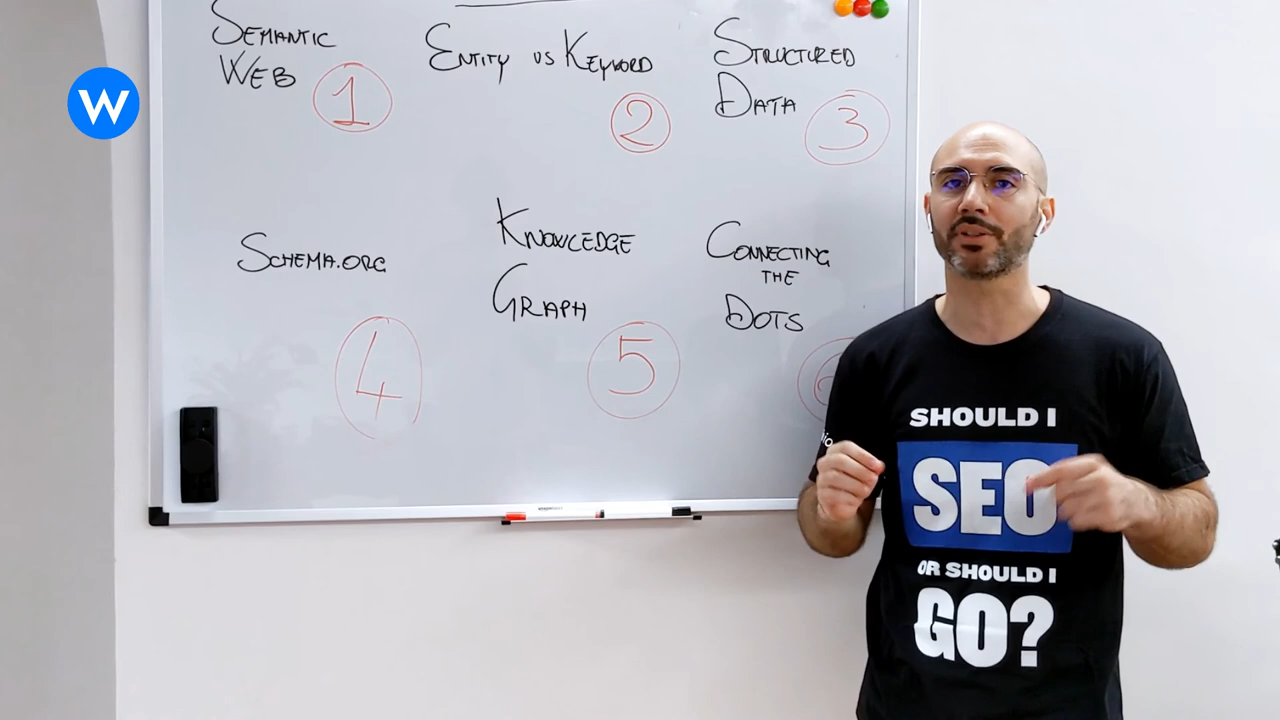 W
SEMANTIC
WEB
1
ENTITY VS KEYWORD
2
STRUCTURED
DATA
3
SCHEMA.ORG
4
KNOWLEDGE
GRAPH
5
CONNECTING
THE
DOTS
6
SHOULD I
SEO
OR SHOULD I
GO?